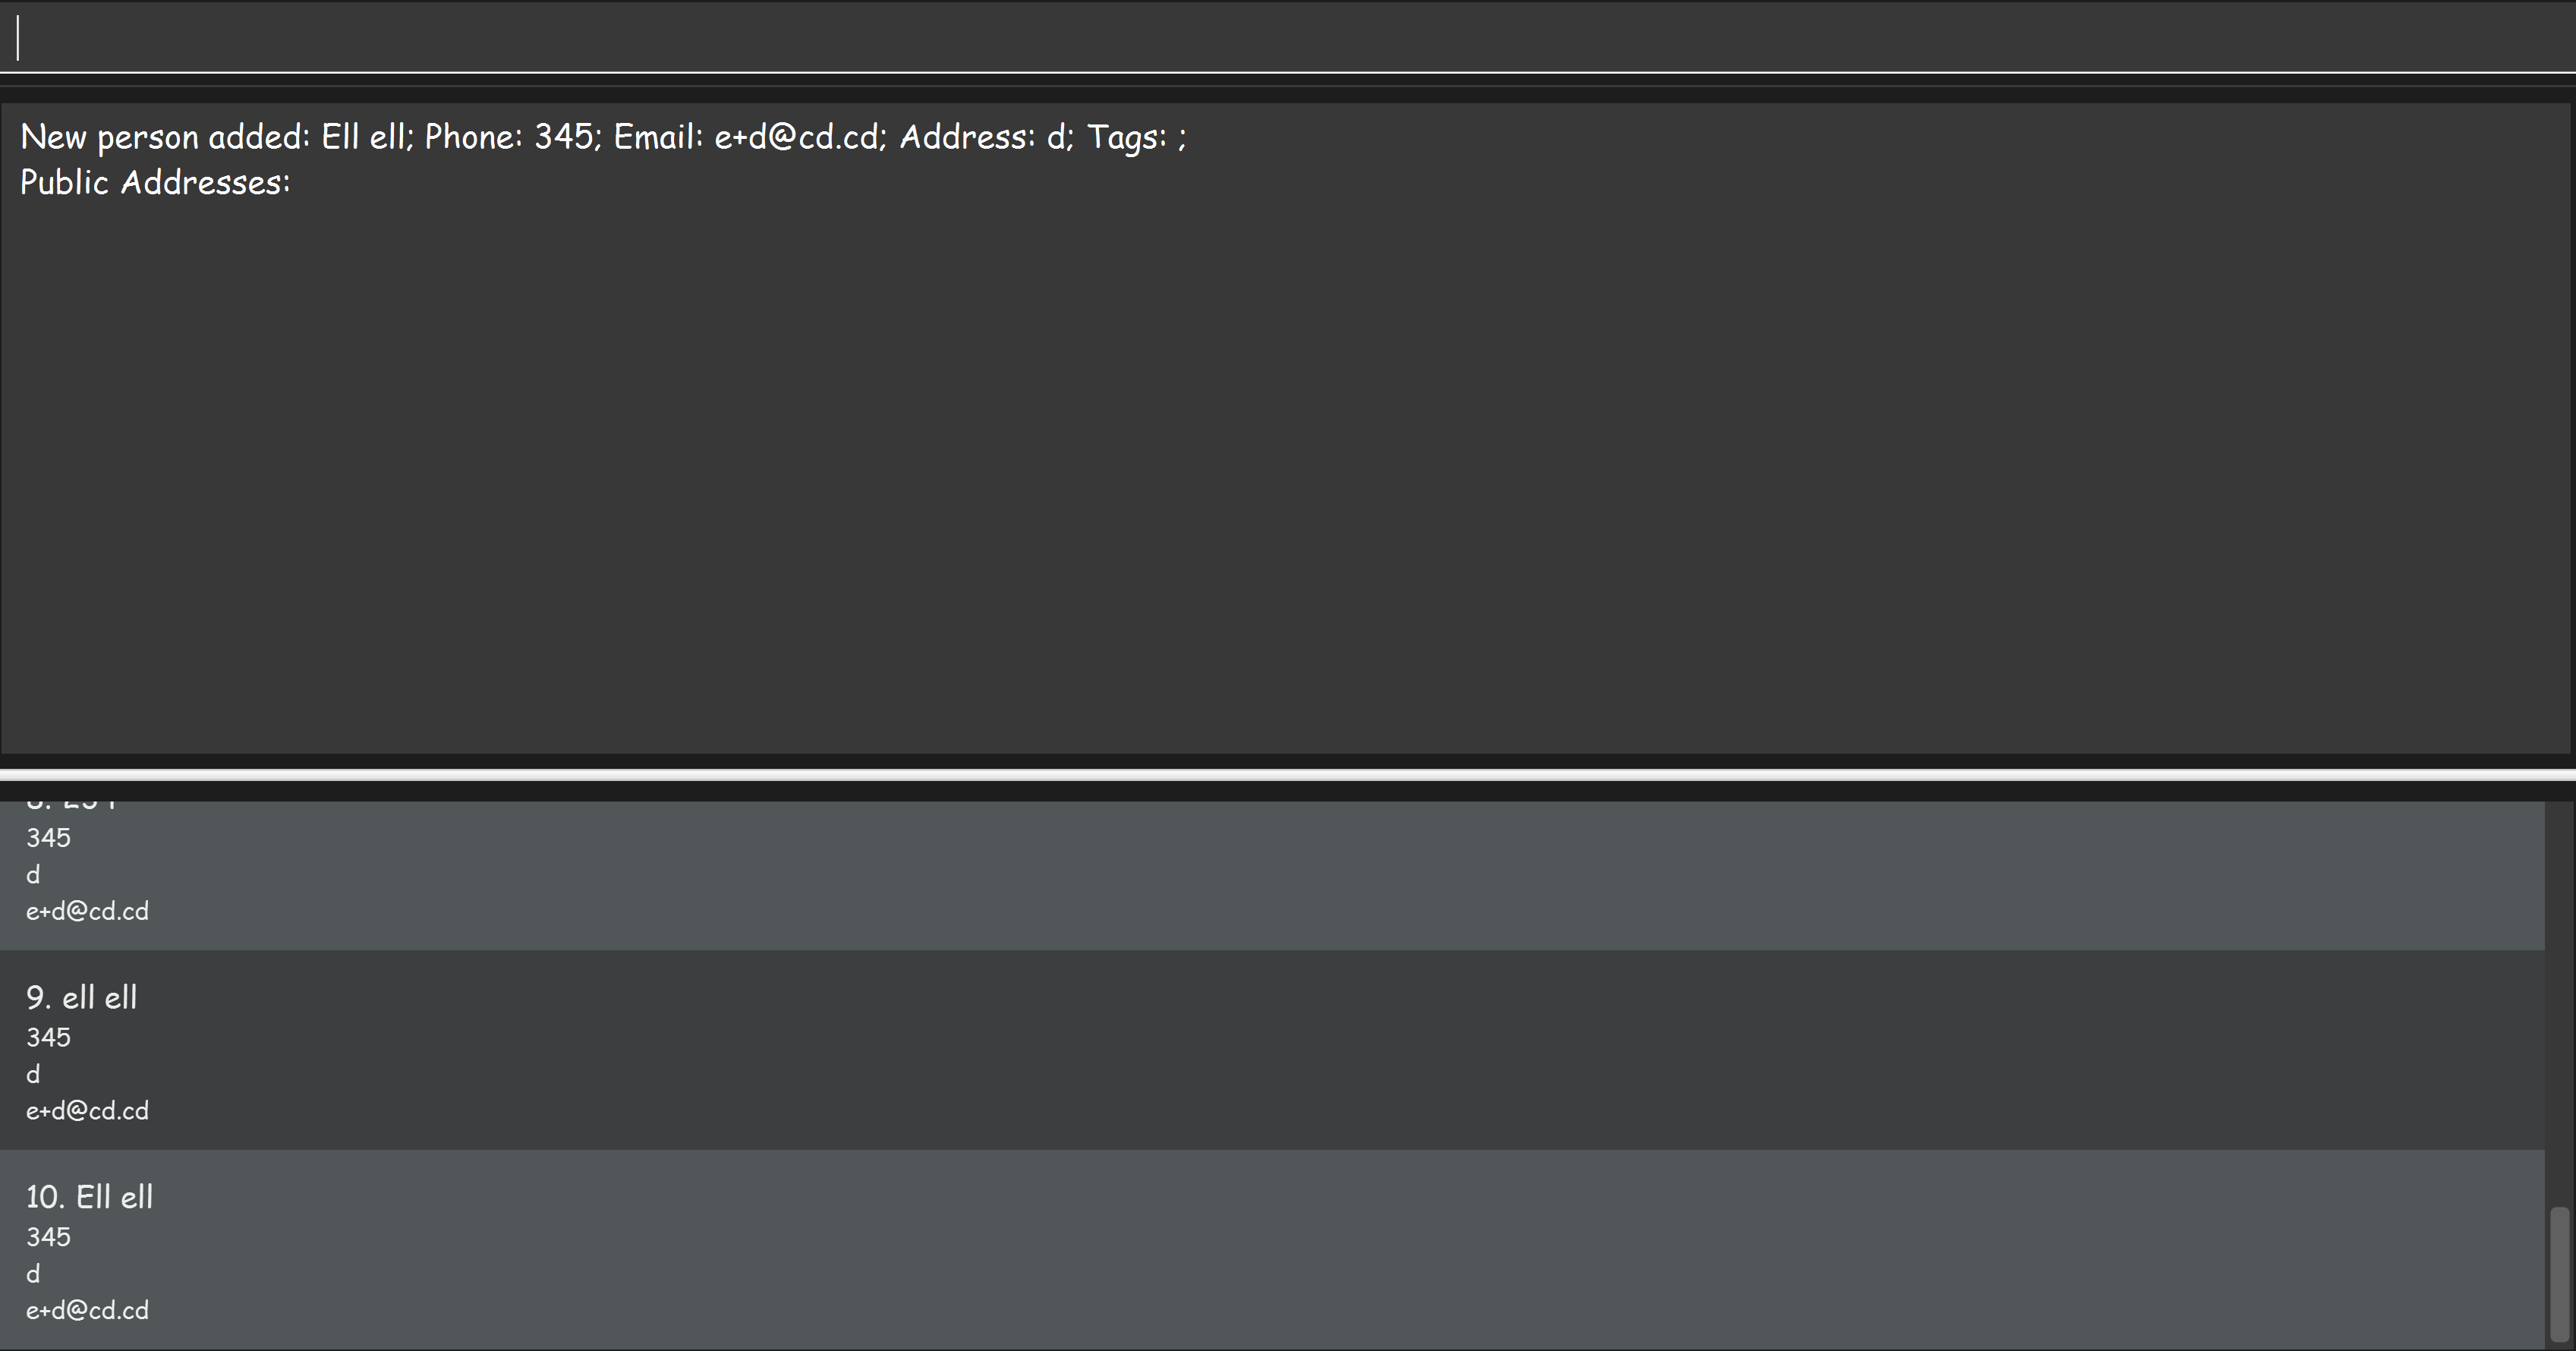 New person added: Ell ell; Phone: 345; Email: e+d@cd.cd; Address: d; Tags: ;
Public Addresses:
345
d
e+d@cd.cd
9. ell ell
345
d
e+d@cd.cd
10. Ell ell
345
d
e+d@cd.cd